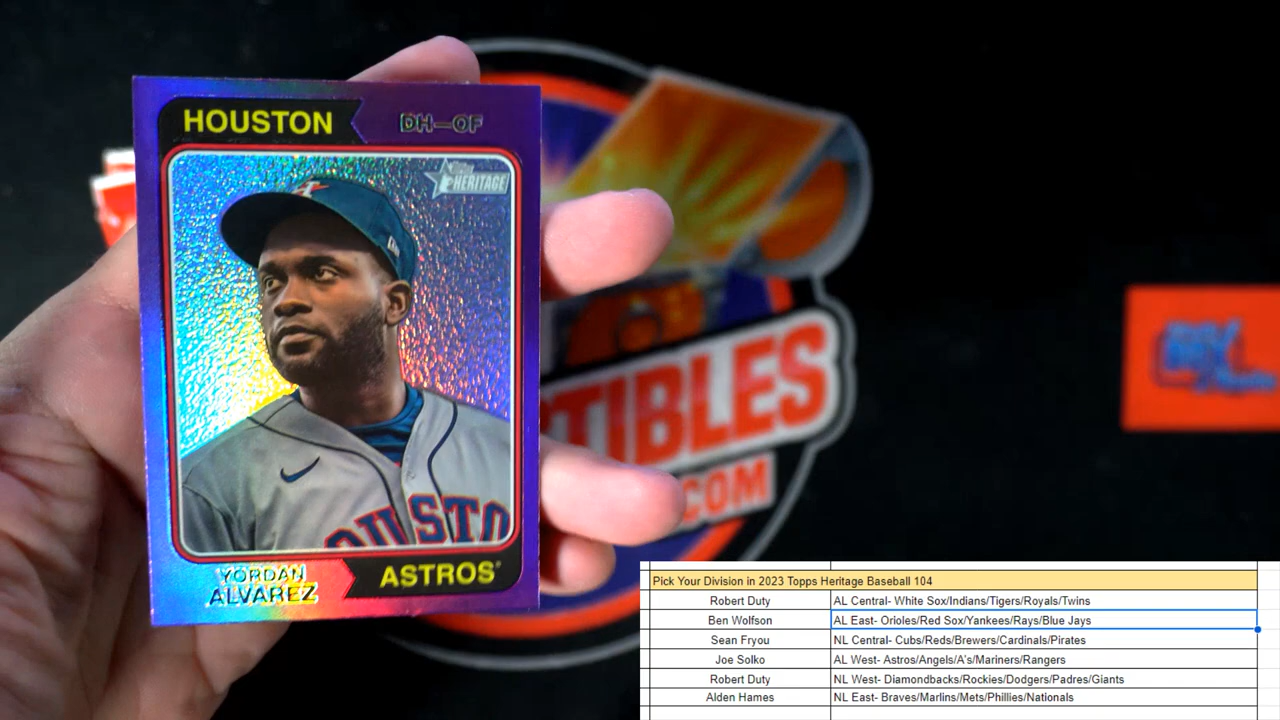 HOUSTON
DH-OF
Topps
HERITAGE
HOUSTO
YORDAN
ALVAREZ
ASTROS
TIBLES
.COM
Pick Your Division in 2023 Topps Heritage Baseball 104
Robert Duty AL Central- White Sox/Indians/Tigers/Royals/Twins
Ben Wolfson AL East- Orioles/Red Sox/Yankees/Rays/Blue Jays
Sean Fryou NL Central- Cubs/Reds/Brewers/Cardinals/Pirates
Joe Solko AL West- Astros/Angels/A's/Mariners/Rangers
Robert Duty NL West- Diamondbacks/Rockies/Dodgers/Padres/Giants
Alden Hames NL East- Braves/Marlins/Mets/Phillies/Nationals